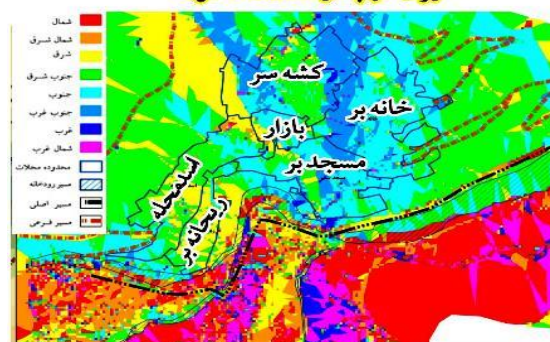 شمال
شمال شرق
شرق
جنوب شرق
جنوب
جنوب غرب
غرب
شمال غرب
محدوده محلات
مسیر رودخانه
مسیر اصلی
مسیر فرعی
کشه سر
خانه بر
بازار
مسجد بر
اسدمحله
ریحانه بر